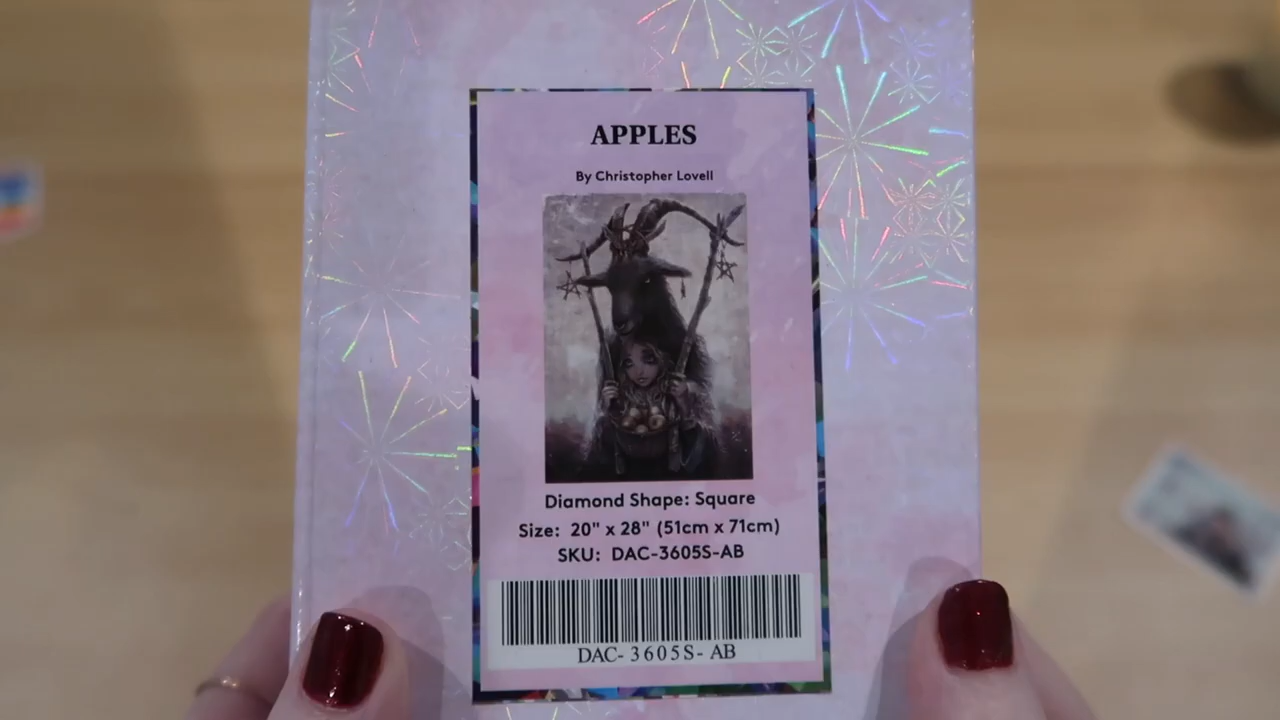 APPLES
By Christopher Lovell
Diamond Shape: Square
Size: 20" x 28" (51cm x 71cm)
SKU: DAC-3605S-AB
DAC- 3605S- AB